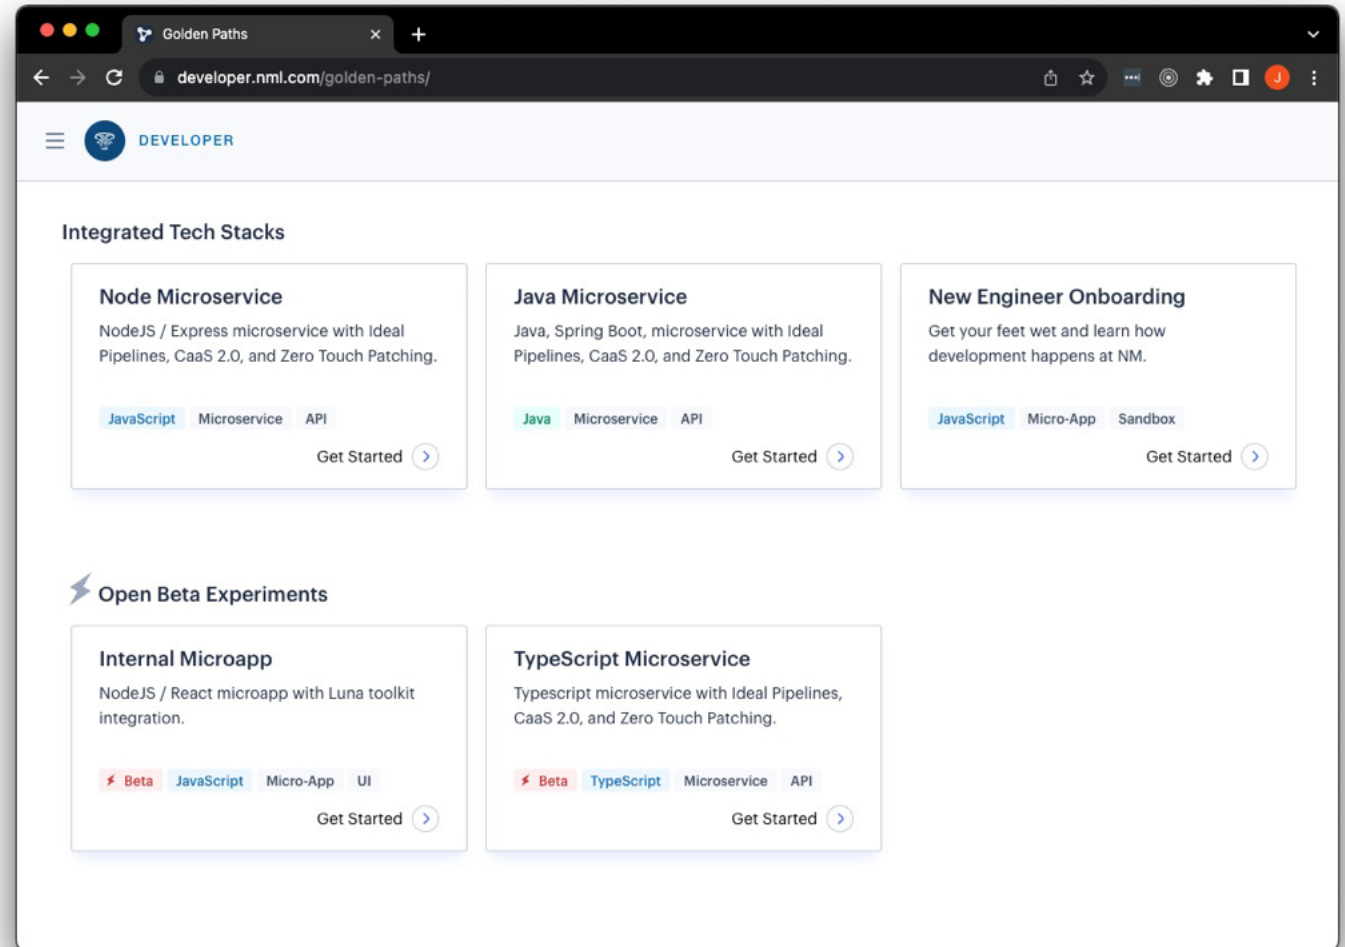 Golden Paths
developer.nml.com/golden-paths/
J
DEVELOPER
Integrated Tech Stacks
Node Microservice
NodeJS / Express microservice with Ideal
Pipelines, CaaS 2.0, and Zero Touch Patching.
JavaScript Microservice API
Get Started
Java Microservice
Java, Spring Boot, microservice with Ideal
Pipelines, CaaS 2.0, and Zero Touch Patching.
Java Microservice API
Get Started
New Engineer Onboarding
Get your feet wet and learn how
development happens at NM.
JavaScript Micro-App Sandbox
Get Started
Open Beta Experiments
Internal Microapp
NodeJS / React microapp with Luna toolkit
integration.
Beta JavaScript Micro-App UI
Get Started
TypeScript Microservice
Typescript microservice with Ideal Pipelines,
CaaS 2.0, and Zero Touch Patching.
Beta TypeScript Microservice API
Get Started